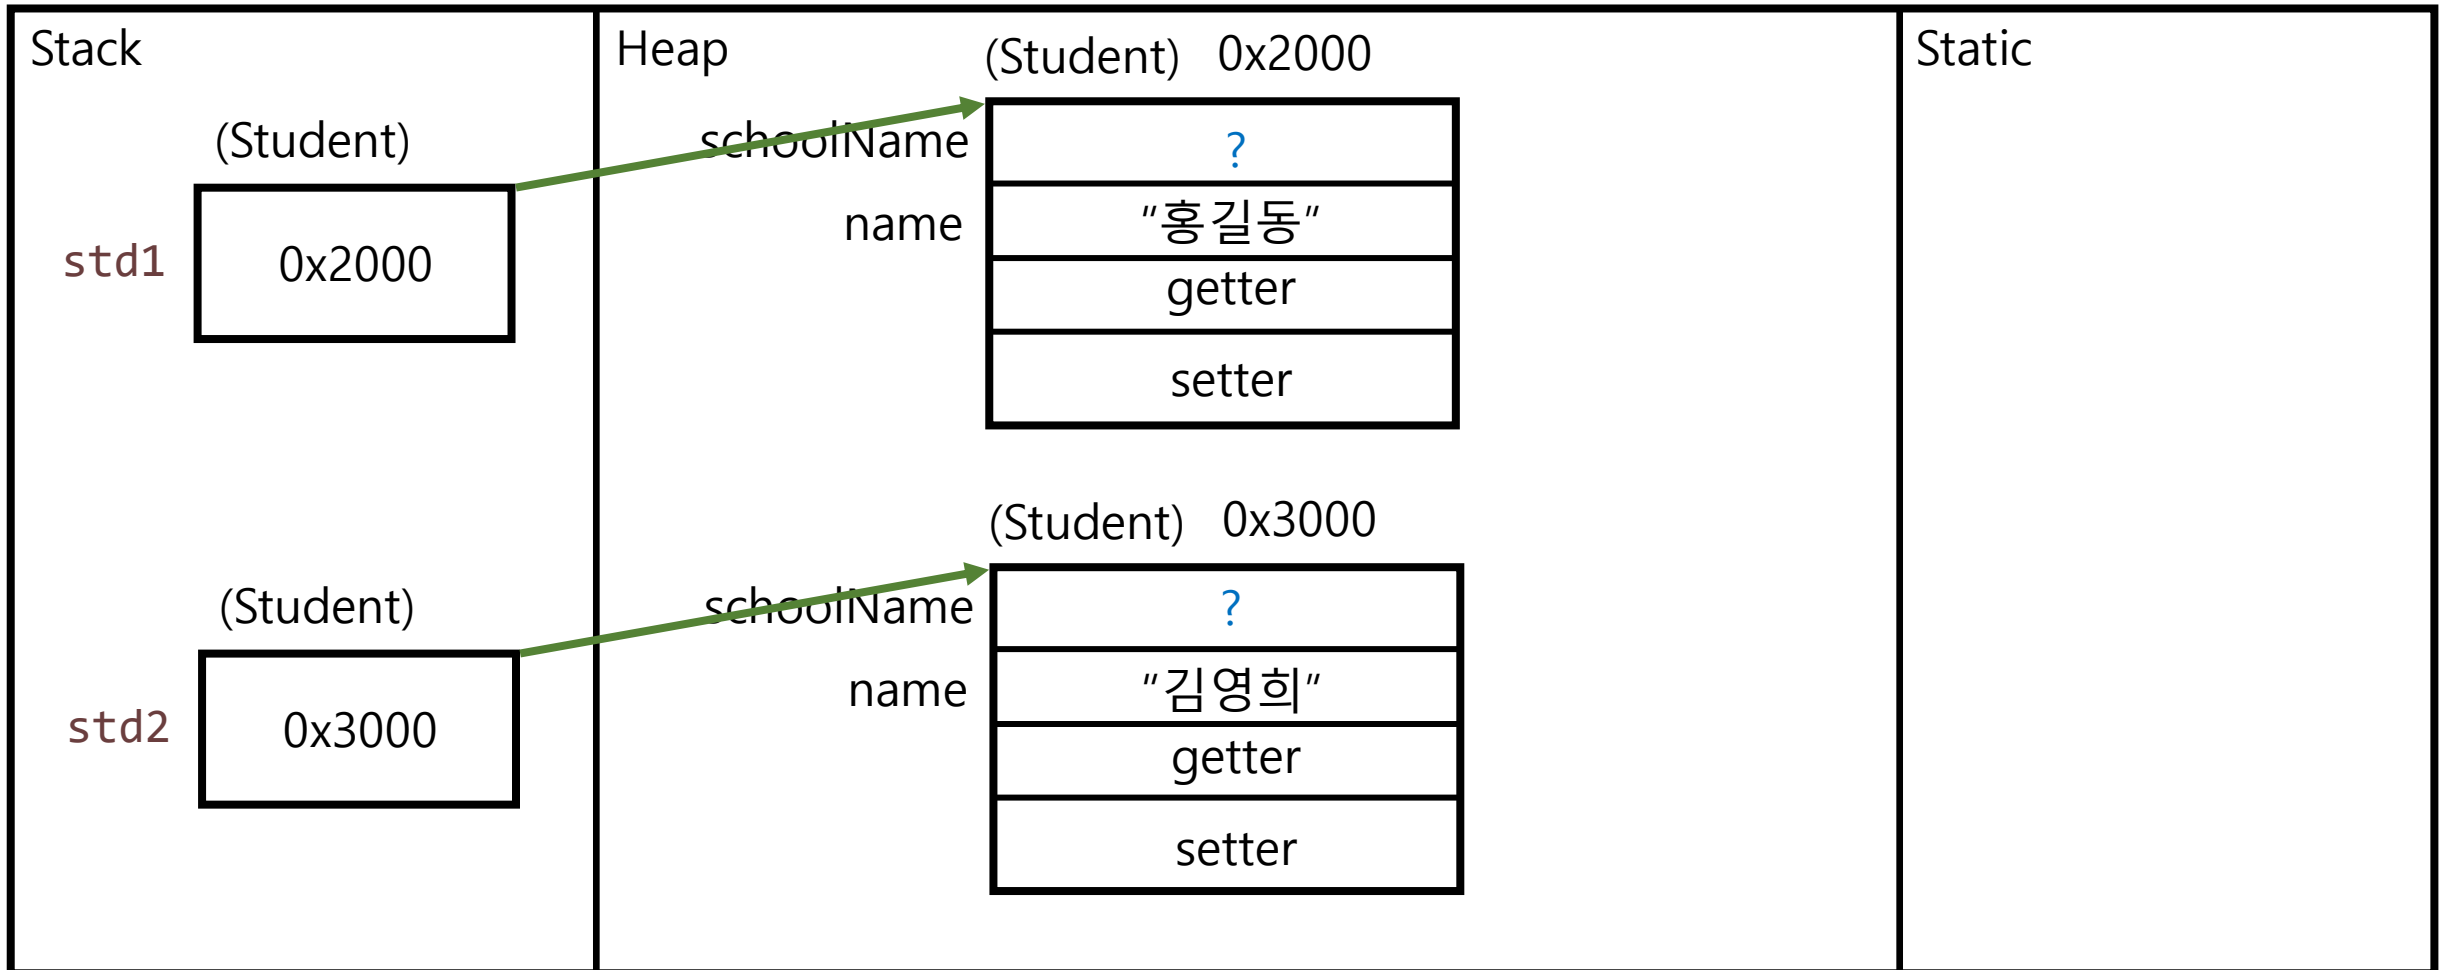 Stack
Heap
(Student) 0x2000
Static
(Student)
schoolName
?
name
"홍길동"
std1
0x2000
getter
setter
(Student) 0x3000
(Student)
schoolName
?
name
"김영희"
std2
0x3000
getter
setter